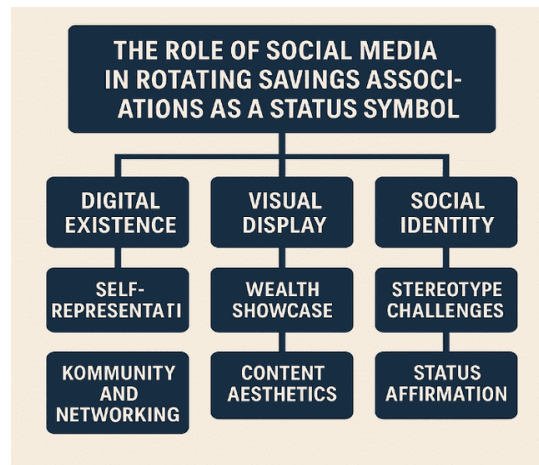 THE ROLE OF SOCIAL MEDIA
IN ROTATING SAVINGS ASSOCI-
ATIONS AS A STATUS SYMBOL
DIGITAL
EXISTENCE
VISUAL
DISPLAY
SOCIAL
IDENTITY
SELF-
REPRESENTATI
WEALTH
SHOWCASE
STEREOTYPE
CHALLENGES
KOMMUNITY
AND
NETWORKING
CONTENT
AESTHETICS
STATUS
AFFIRMATION